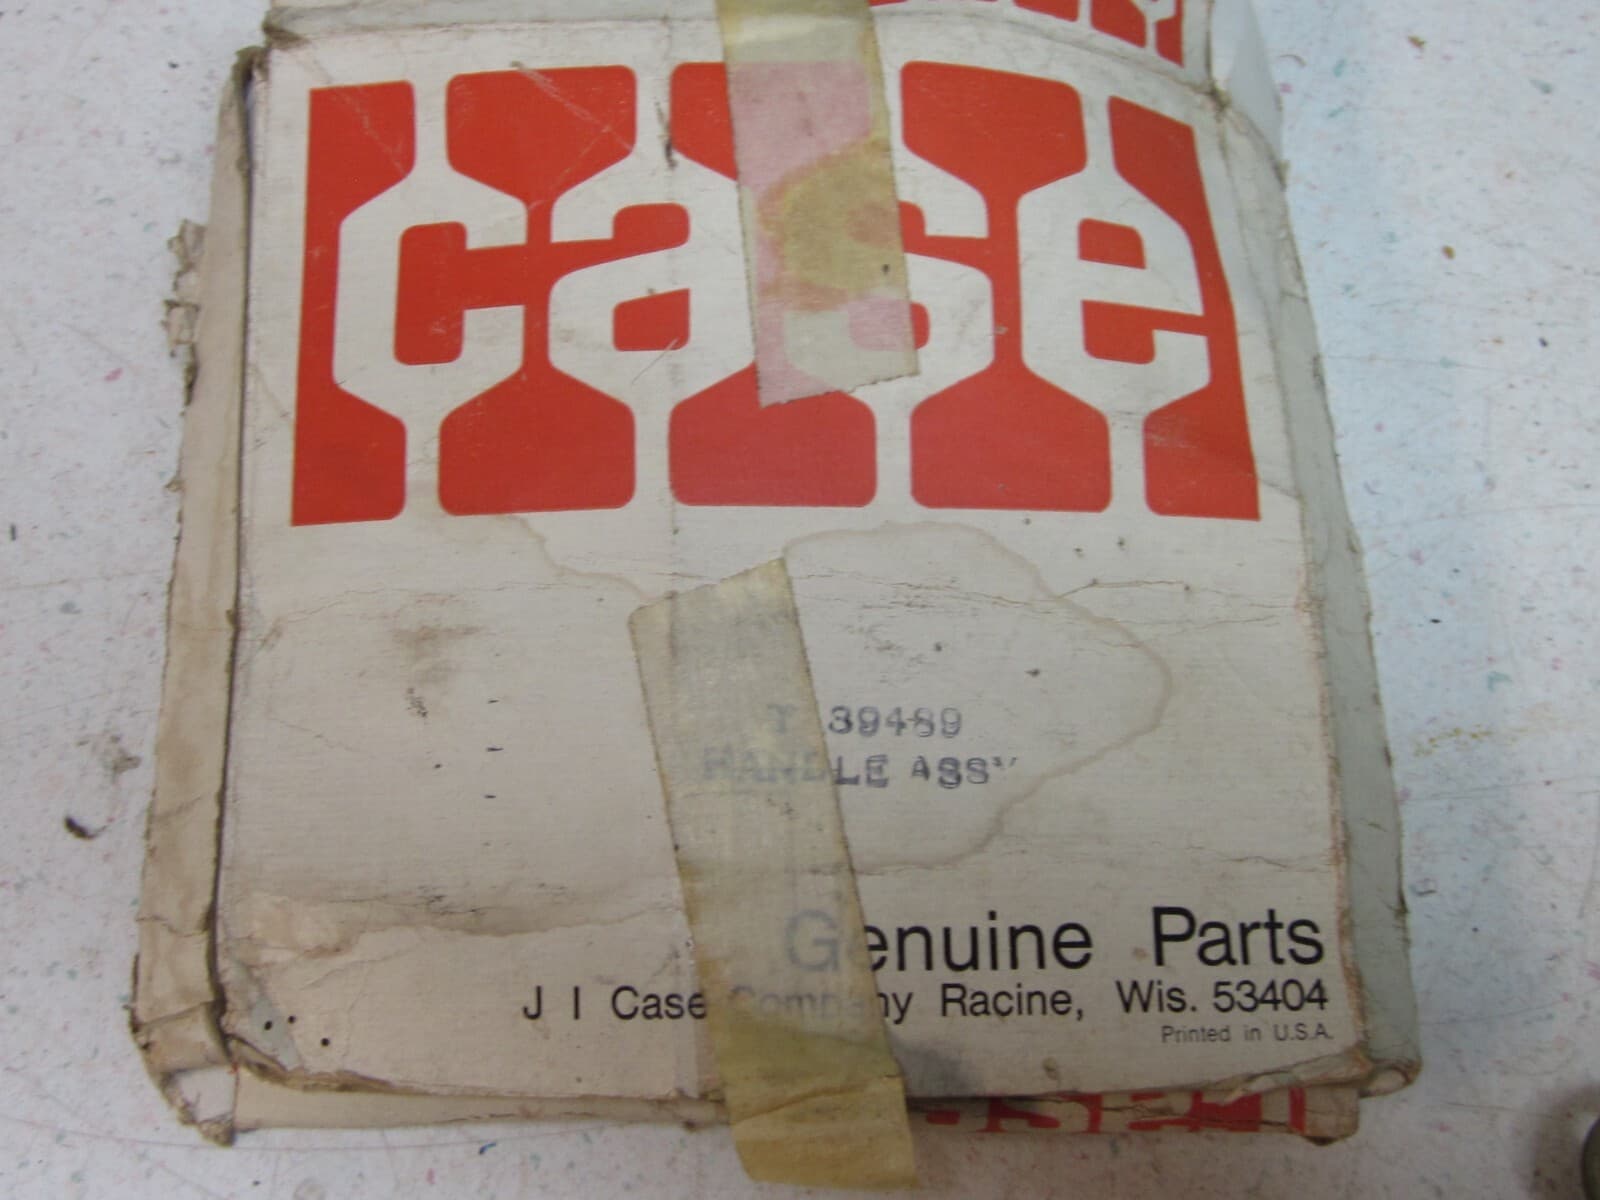 case
T 39489
HANDLE ASSY
Genuine Parts
J I Case Company Racine, Wis. 53404
Printed in U.S.A.